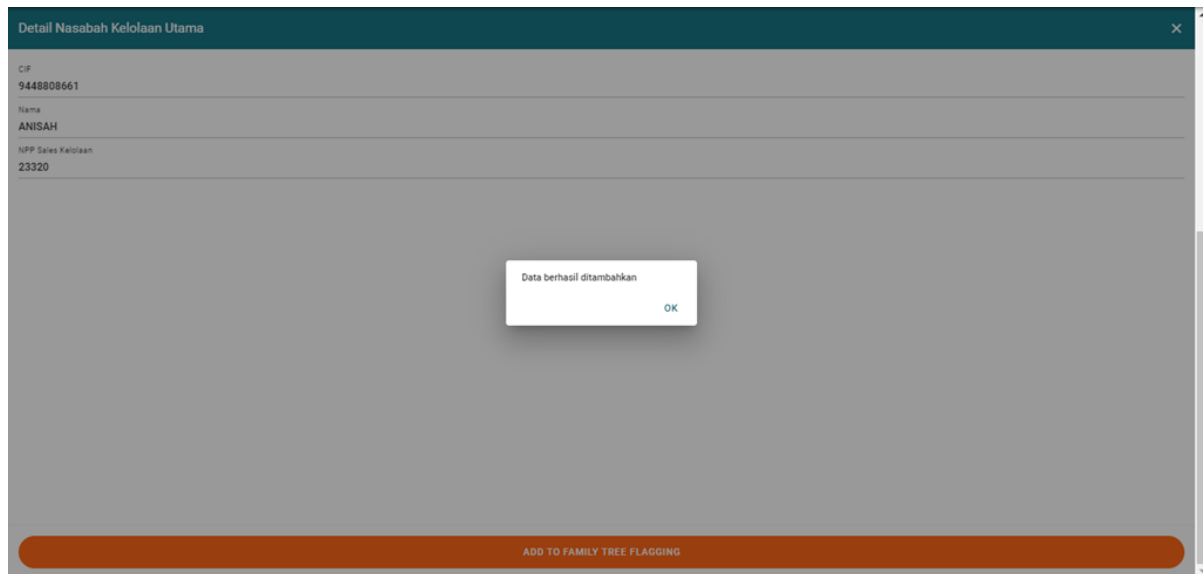 Detail Nasabah Kelolaan Utama
CIF
9448808661
Nama
ANISAH
NPP Sales Kelolaan
23320
Data berhasil ditambahkan
OK
ADD TO FAMILY TREE FLAGGING